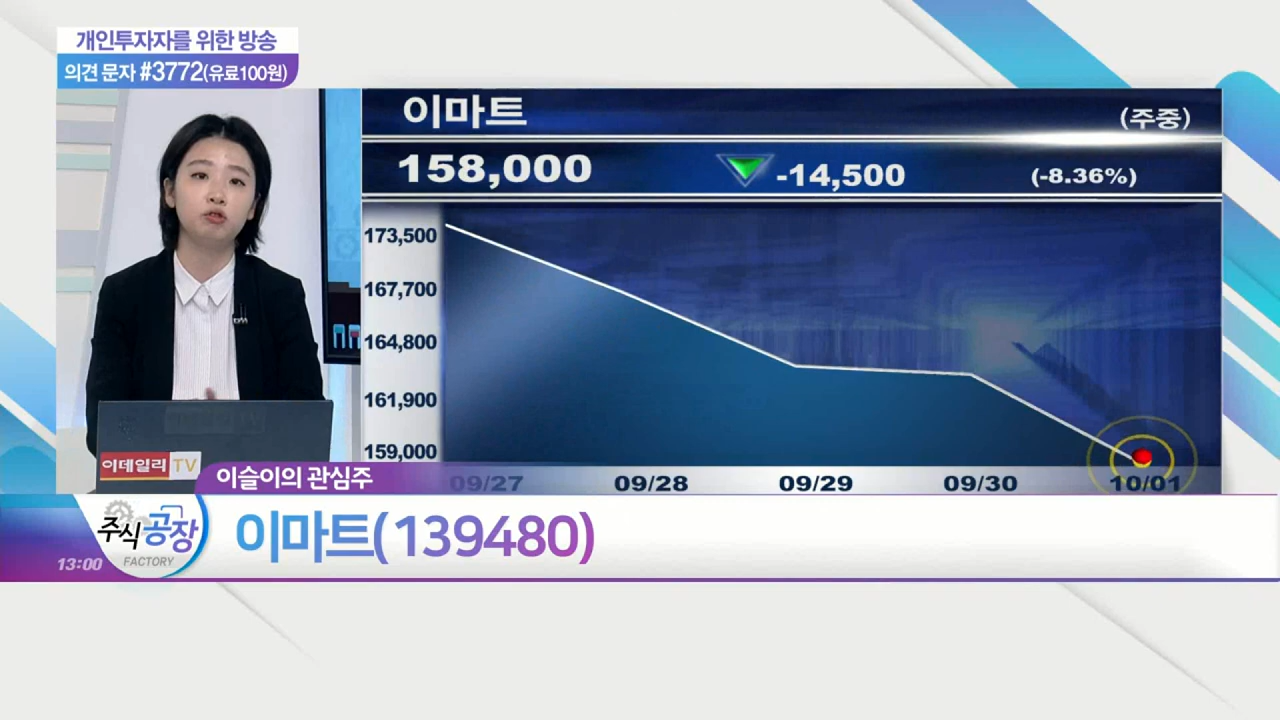 개인투자자를 위한 방송
의견 문자 #3772(유료100원)
이마트
(주중)
158,000
-14,500
(-8.36%)
173,500
167,700
164,800
161,900
159,000
09/27
09/28
09/29
09/30
10/01
이데일리 TV
이슬이의 관심주
주식공장
FACTORY
13:00
이마트(139480)